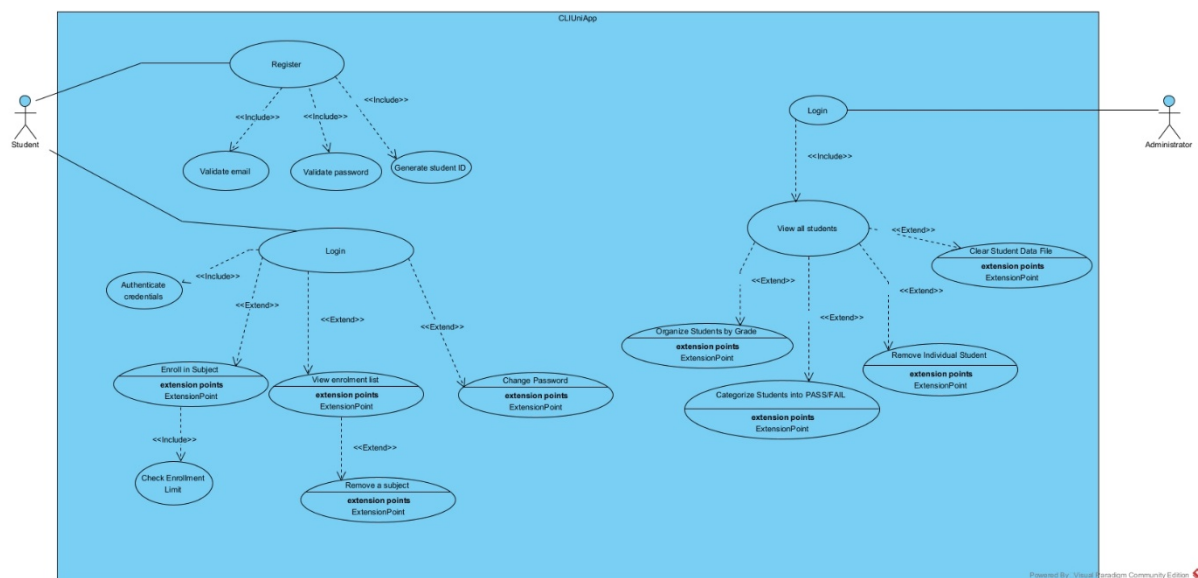 CLIUniApp
Register
<<Include>>
<<Include>>
<<Include>>
Student
Login
Administrator
Validate email
Validate password
Generate student ID
<<Include>>
View all students
<<Extend>>
Login
Clear Student Data File
extension points
ExtensionPoint
<<Include>>
Authenticate
credentials
<<Extend>>
<<Extend>>
<<Extend>>
<<Extend>>
<<Extend>>
<<Extend>>
Organize Students by Grade
extension points
ExtensionPoint
Remove Individual Student
extension points
ExtensionPoint
Enroll in Subject
extension points
ExtensionPoint
View enrolment list
extension points
ExtensionPoint
Change Password
extension points
ExtensionPoint
Categorize Students into PASS/FAIL
extension points
ExtensionPoint
<<Include>>
<<Extend>>
Check Enrollment
Limit
Remove a subject
extension points
ExtensionPoint
Powered By Visual Paradigm Community Edition